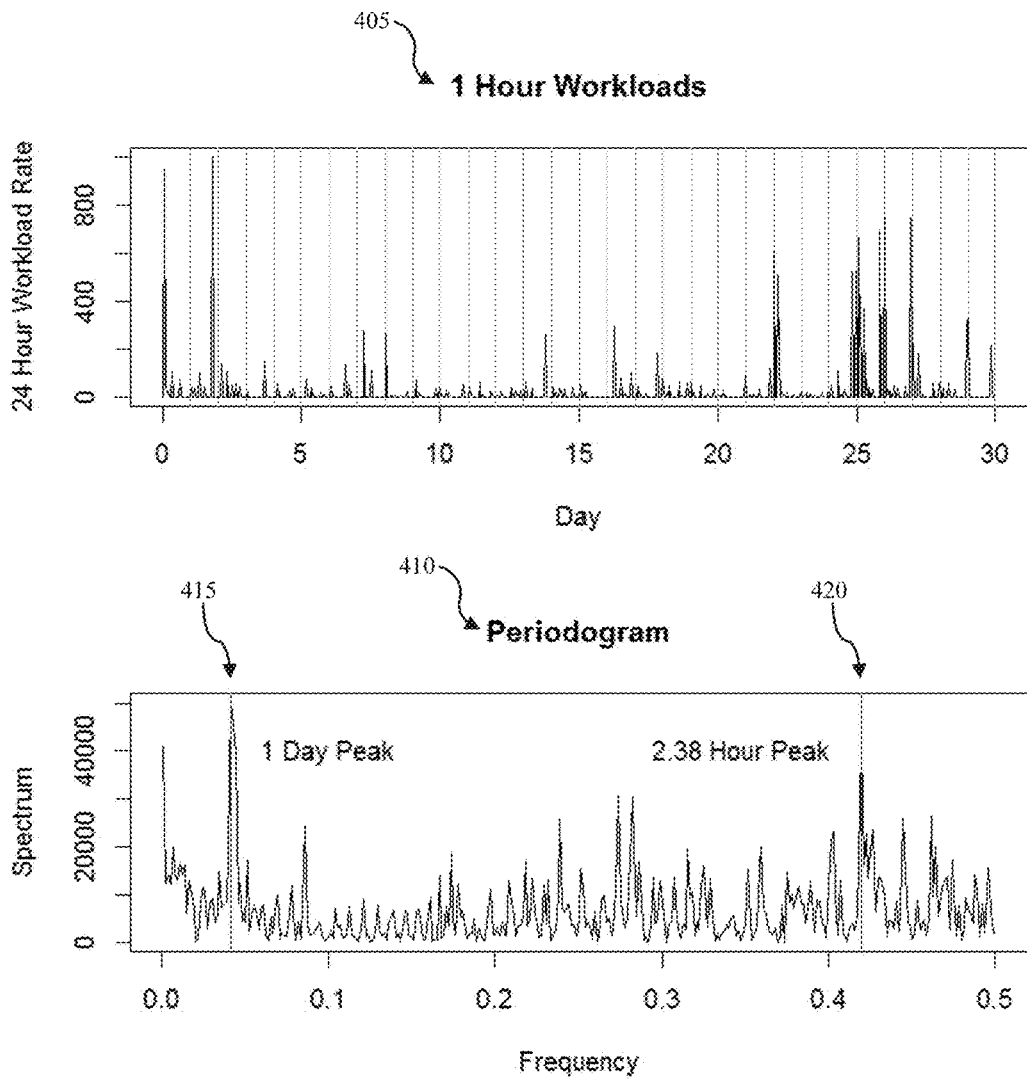 405
1 Hour Workloads
24 Hour Workload Rate
800
400
0
0 5 10 15 20 25 30
Day
410
415
420
Periodogram
1 Day Peak
2.38 Hour Peak
Spectrum
40000
20000
0
0.0 0.1 0.2 0.3 0.4 0.5
Frequency